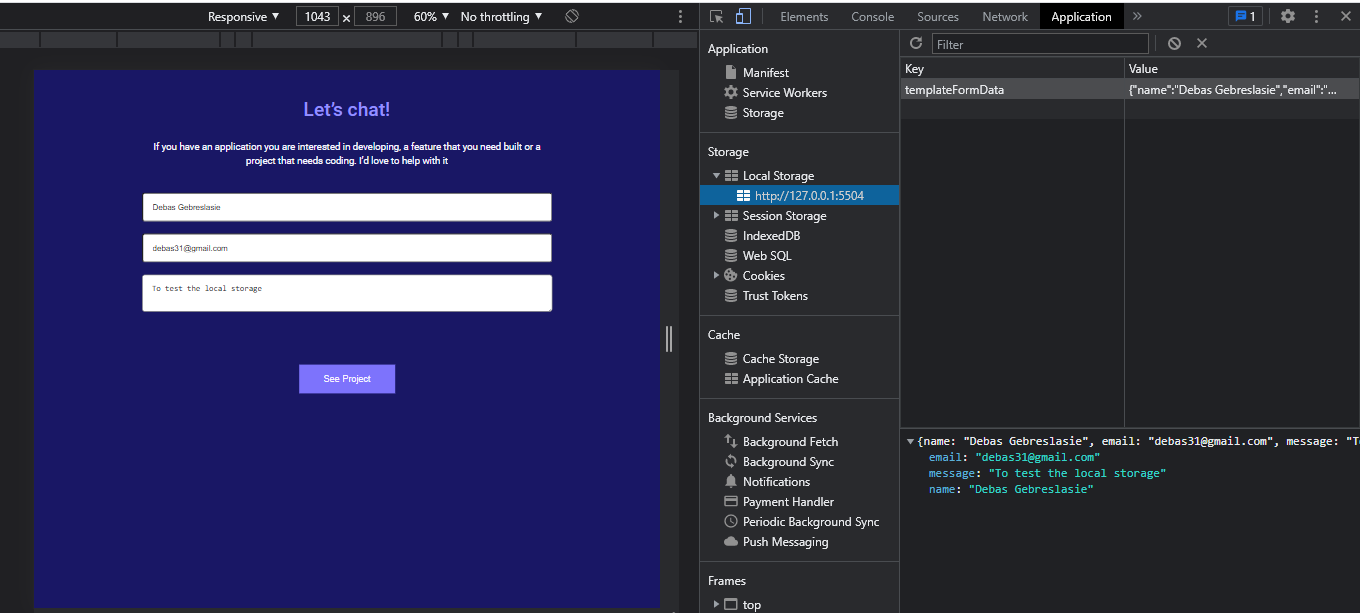 Responsive ▼ 1043 × 896 60% ▼ No throttling ▼
Elements Console Sources Network Application » 1
Let's chat!
If you have an application you are interested in developing, a feature that you need built or a
project that needs coding. I'd love to help with it
Debas Gebreslasie
debas31@gmail.com
To test the local storage
See Project
Application
Manifest
Service Workers
Storage
Storage
Local Storage
http://127.0.0.1:5504
Session Storage
IndexedDB
Web SQL
Cookies
Trust Tokens
Cache
Cache Storage
Application Cache
Background Services
Background Fetch
Background Sync
Notifications
Payment Handler
Periodic Background Sync
Push Messaging
Frames
top
Filter
Key Value
templateFormData {"name":"Debas Gebreslasie","email":"...
{name: "Debas Gebreslasie", email: "debas31@gmail.com", message: "T
email: "debas31@gmail.com"
message: "To test the local storage"
name: "Debas Gebreslasie"